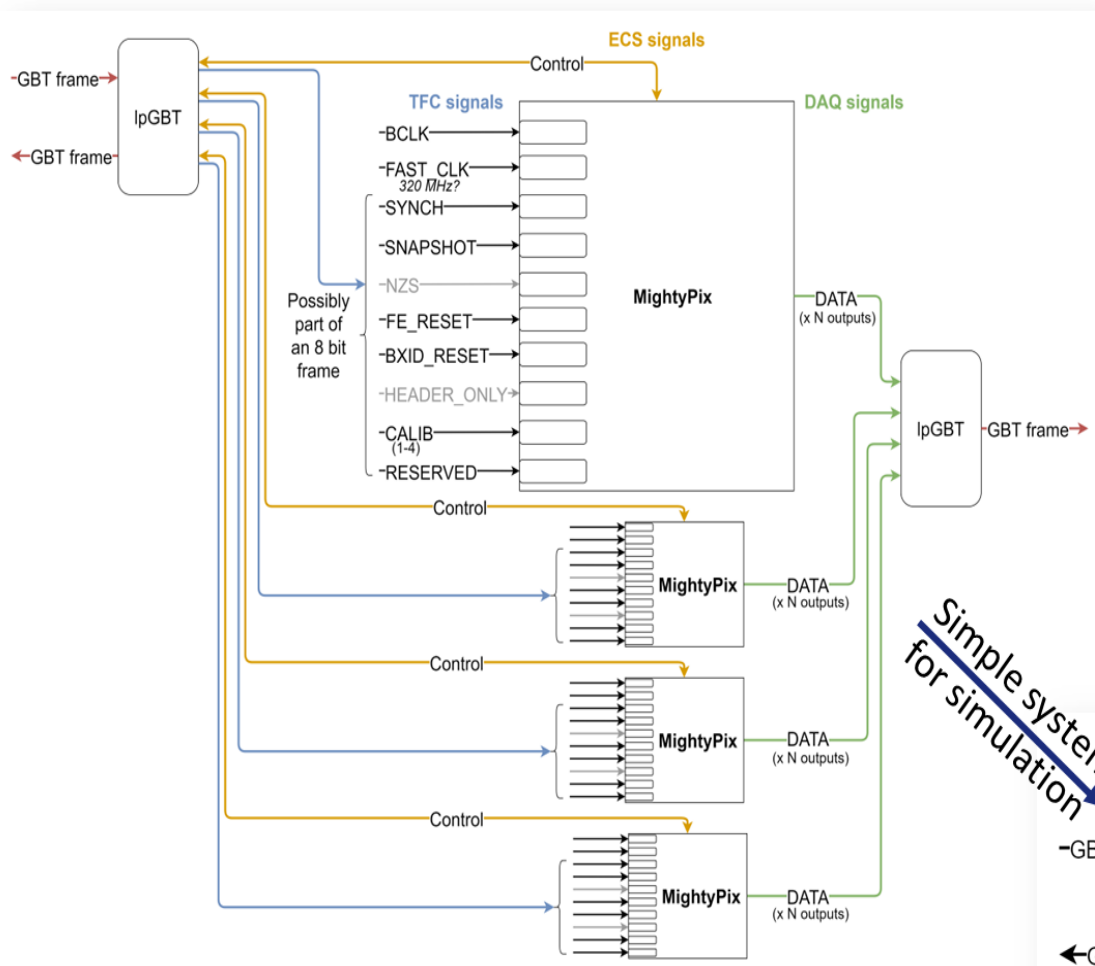 ECS signals
Control
GBT frame
lpGBT
GBT frame
TFC signals
DAQ signals
BCLK
FAST_CLK
320 MHz?
SYNCH
SNAPSHOT
NZS
FE_RESET
BXID_RESET
HEADER_ONLY
CALIB
(1-4)
RESERVED
Possibly
part of
an 8 bit
frame
MightyPix
DATA
(x N outputs)
lpGBT
GBT frame
Control
MightyPix
DATA
(x N outputs)
Control
MightyPix
DATA
(x N outputs)
Control
MightyPix
DATA
(x N outputs)
Simple system
for simulation